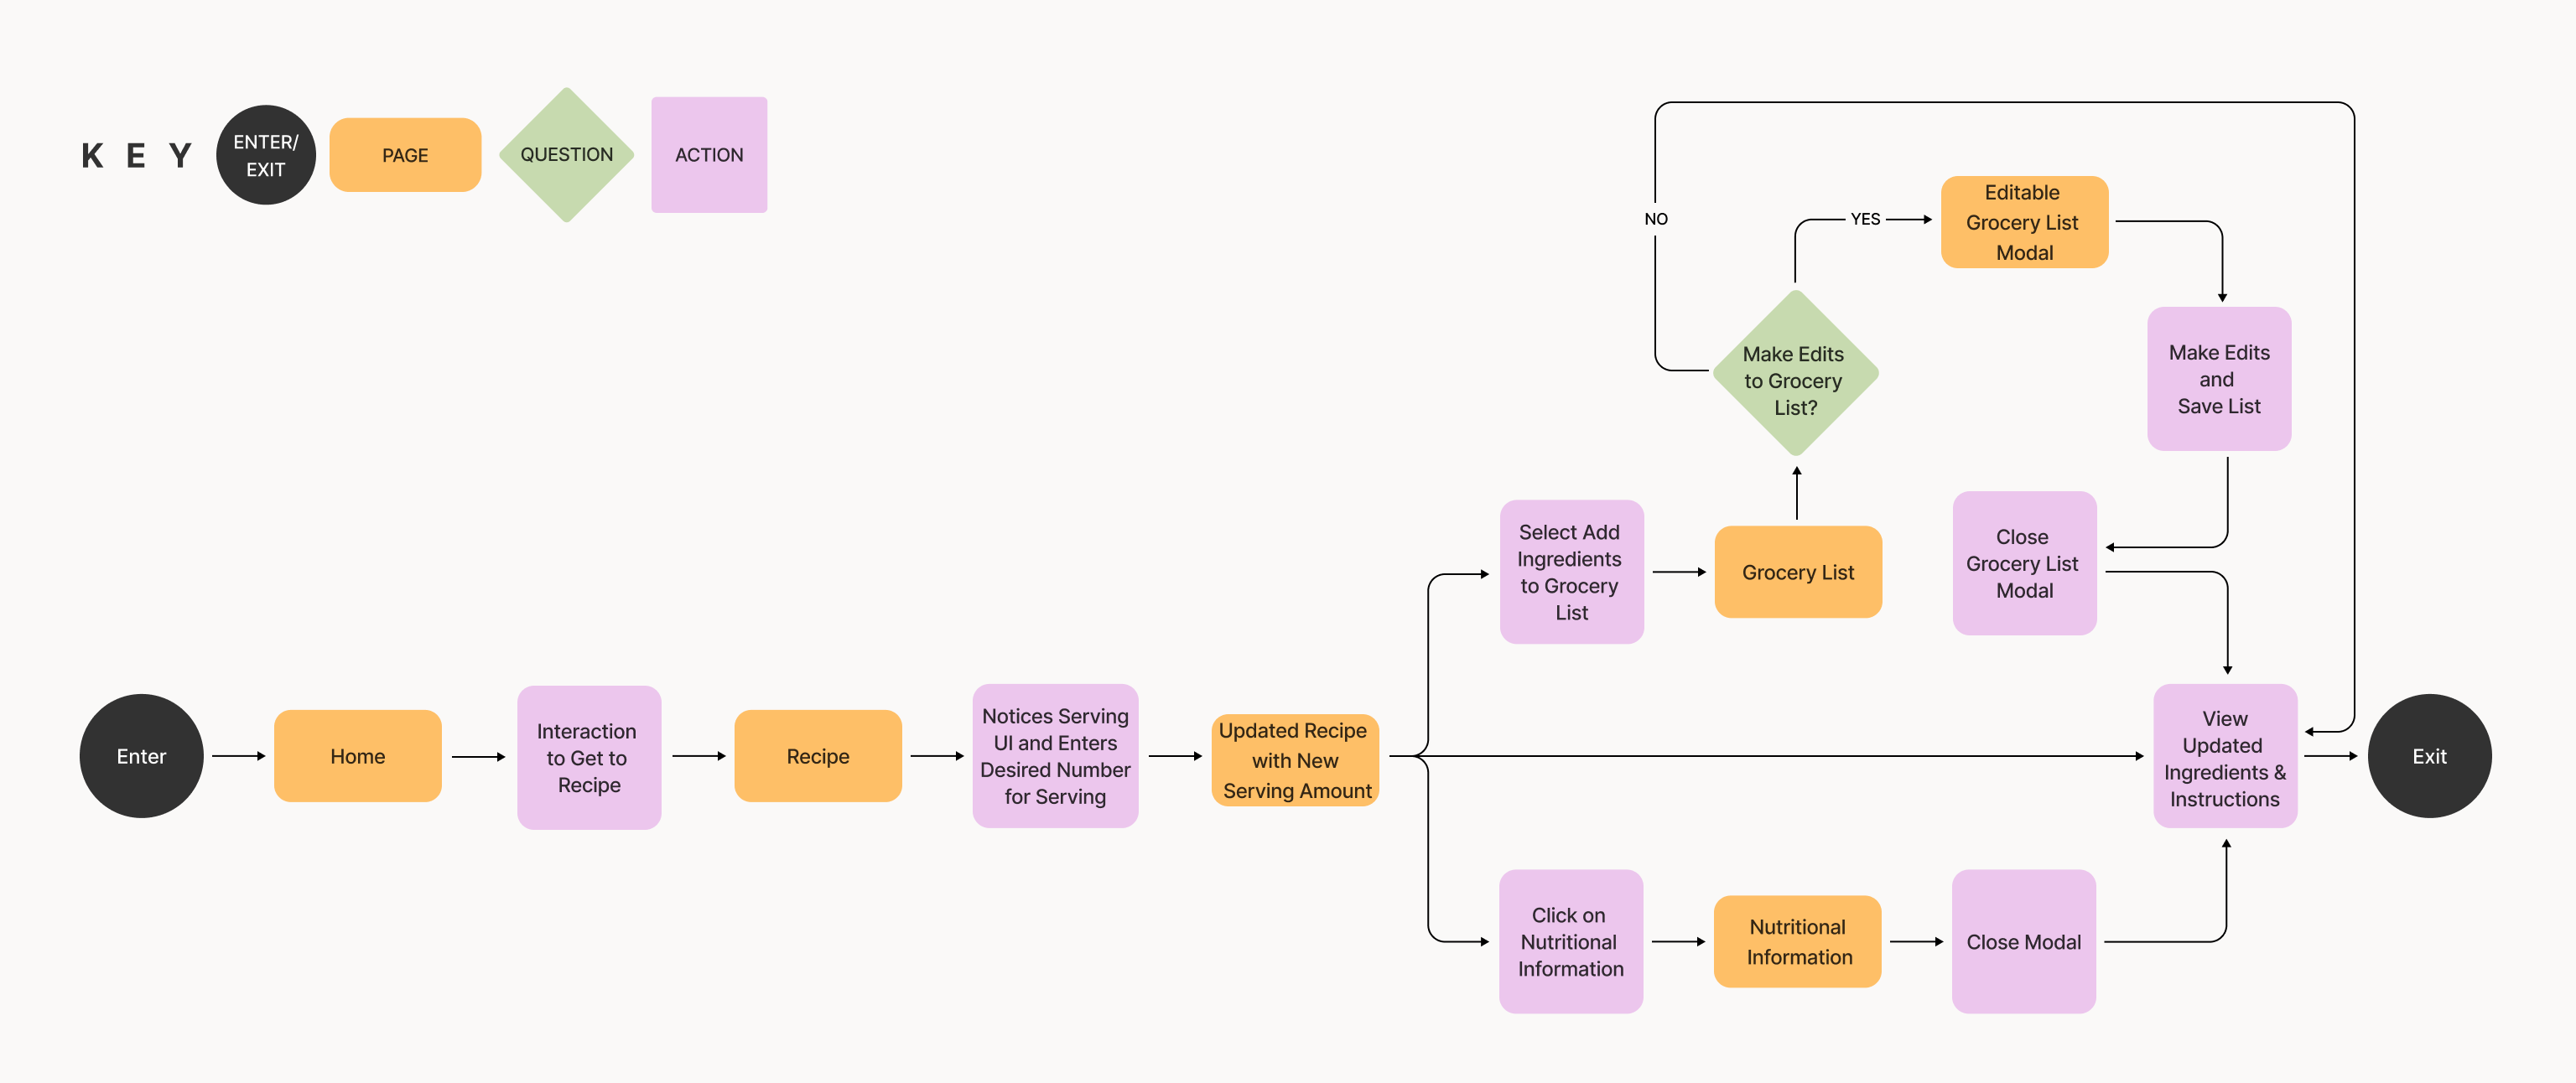 KEY
ENTER/
EXIT
PAGE
QUESTION
ACTION
NO
YES
Editable
Grocery List
Modal
Make Edits
to Grocery
List?
Make Edits
and
Save List
Select Add
Ingredients
to Grocery
List
Grocery List
Close
Grocery List
Modal
Enter
Home
Interaction
to Get to
Recipe
Recipe
Notices Serving
UI and Enters
Desired Number
for Serving
Updated Recipe
with New
Serving Amount
View
Updated
Ingredients &
Instructions
Exit
Click on
Nutritional
Information
Nutritional
Information
Close Modal